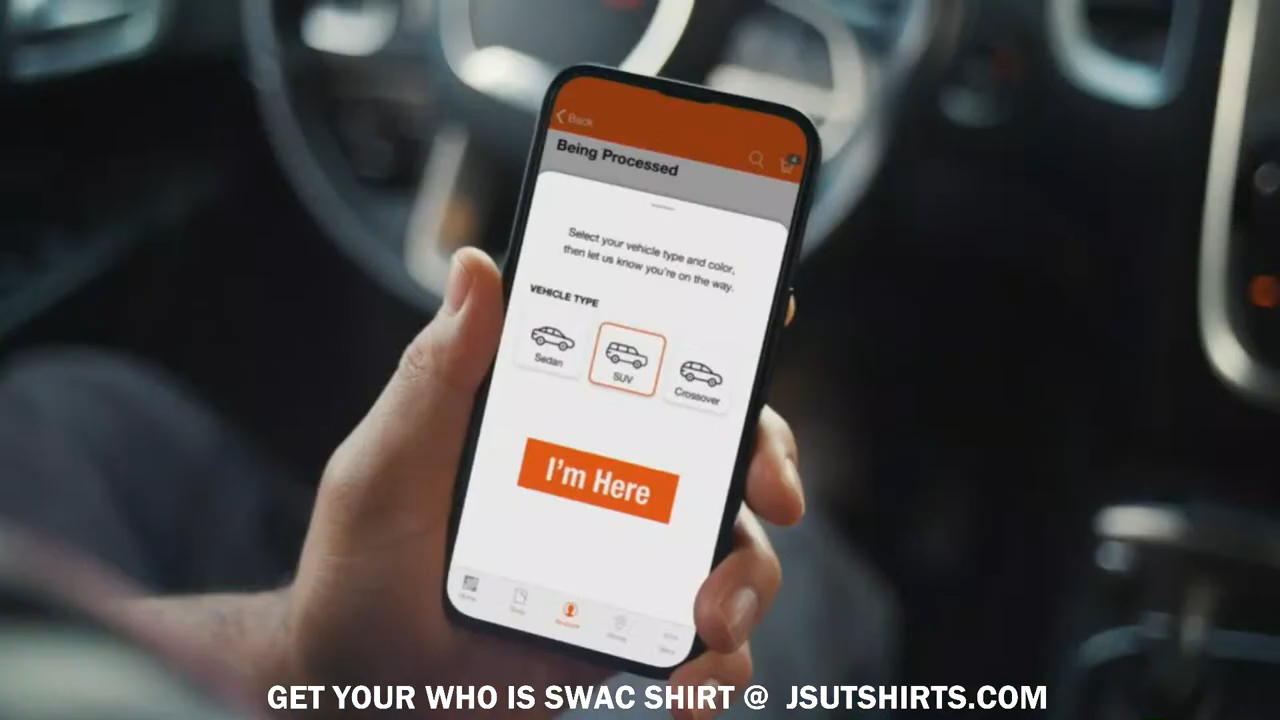 Back
Being Processed
Select your vehicle type and color,
then let us know you're on the way.
VEHICLE TYPE
Sedan
SUV
Crossover
I'm Here
GET YOUR WHO IS SWAC SHIRT @ JSUTSHIRTS.COM